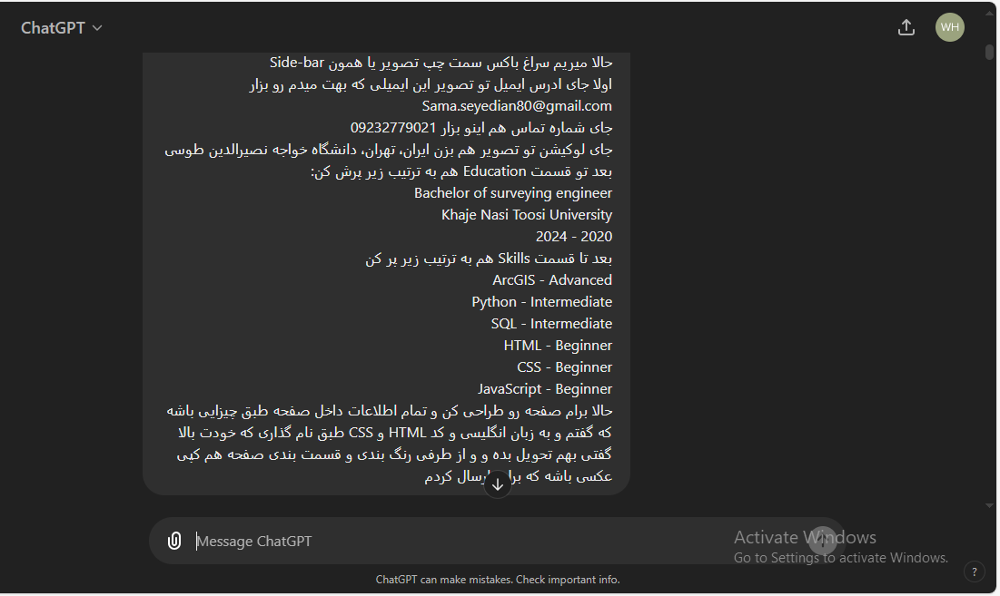 ChatGPT
WH
حالا میریم سراغ باکس سمت چپ تصویر یا همون Side-bar
اولا جای ادرس ایمیل تو تصویر این ایمیلی که بهت میدم رو بزار
Sama.seyedian80@gmail.com
جای شماره تماس هم اینو بزار 09232779021
جای لوکیشن تو تصویر هم بزن ایران، تهران، دانشگاه خواجه نصیرالدین طوسی
بعد تو قسمت Education هم به ترتیب زیر پرش کن:
Bachelor of surveying engineer
Khaje Nasi Toosi University
2024 - 2020
بعد تا قسمت Skills هم به ترتیب زیر پر کن
ArcGIS - Advanced
Python - Intermediate
SQL - Intermediate
HTML - Beginner
CSS - Beginner
JavaScript - Beginner
حالا برام صفحه رو طراحی کن و تمام اطلاعات داخل صفحه طبق چیزایی باشه
که گفتم و به زبان انگلیسی و کد HTML و CSS طبق نام گذاری که خودت بالا
گفتی بهم تحویل بده و و از طرفی رنگ بندی و قسمت بندی صفحه هم کپی
عکسی باشه که کردم
Message ChatGPT
Activate Windows
Go to Settings to activate Windows.
ChatGPT can make mistakes. Check important info.
?